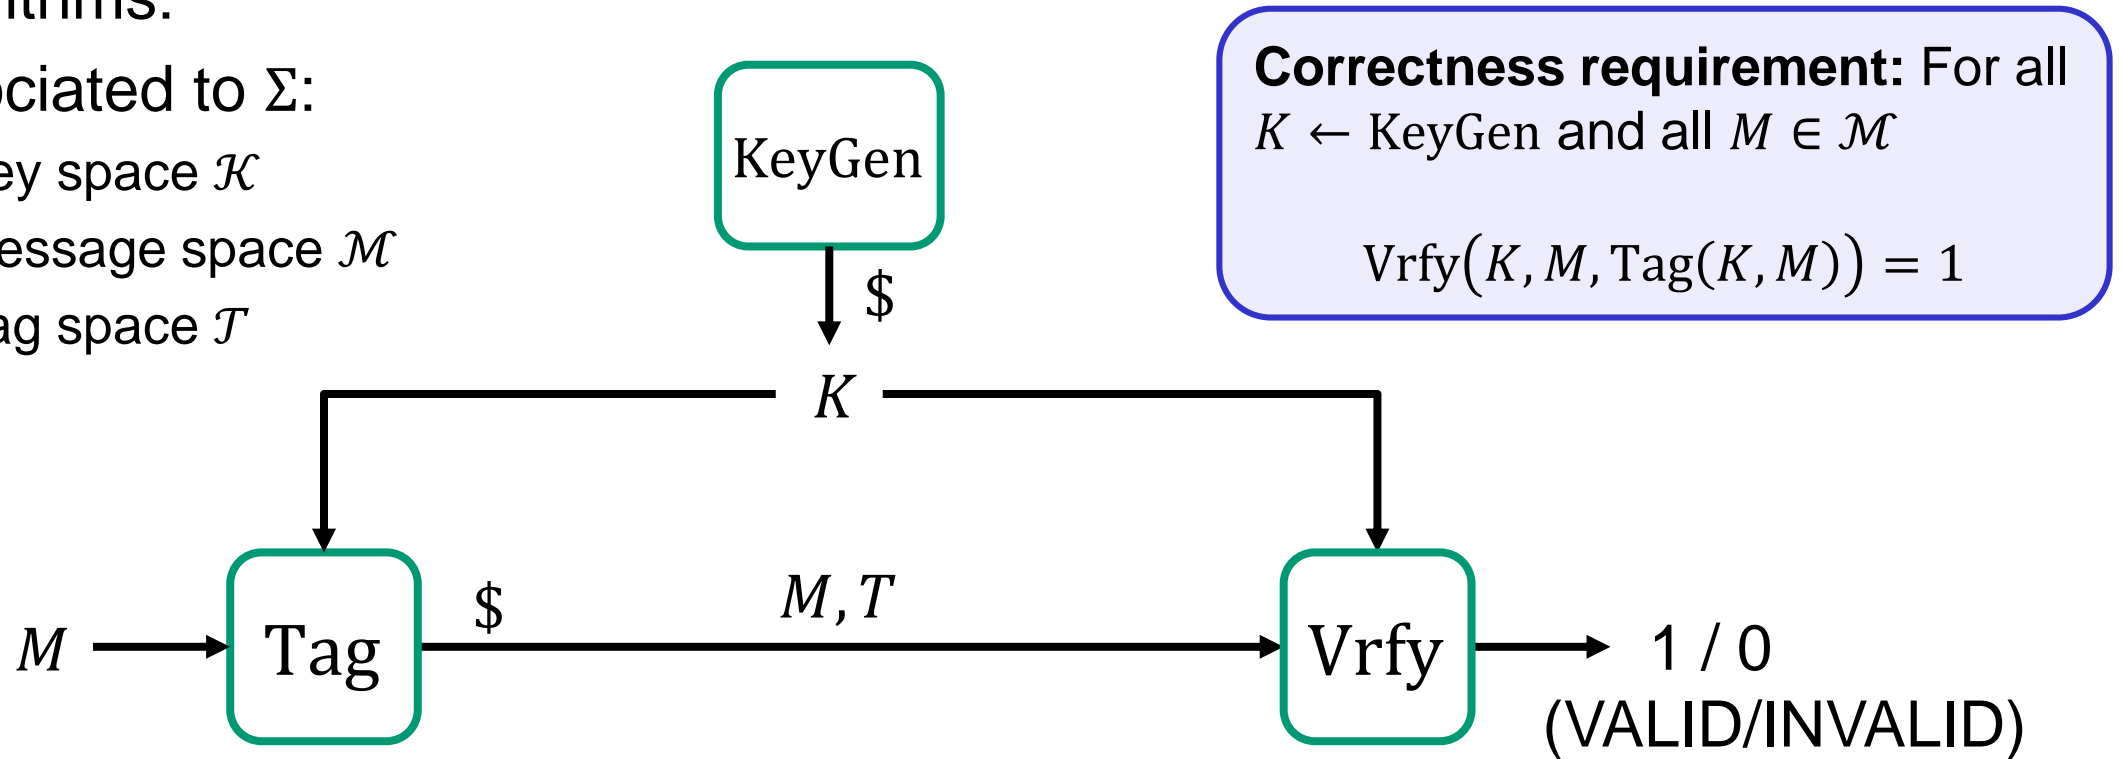 ociated to Σ:
ey space 𝒦
essage space ℳ
ag space 𝒯
Correctness requirement: For all
K ← KeyGen and all M ∈ ℳ
Vrfy(K, M, Tag(K, M)) = 1
KeyGen
$
K
M
Tag
$
M, T
Vrfy
1 / 0
(VALID/INVALID)